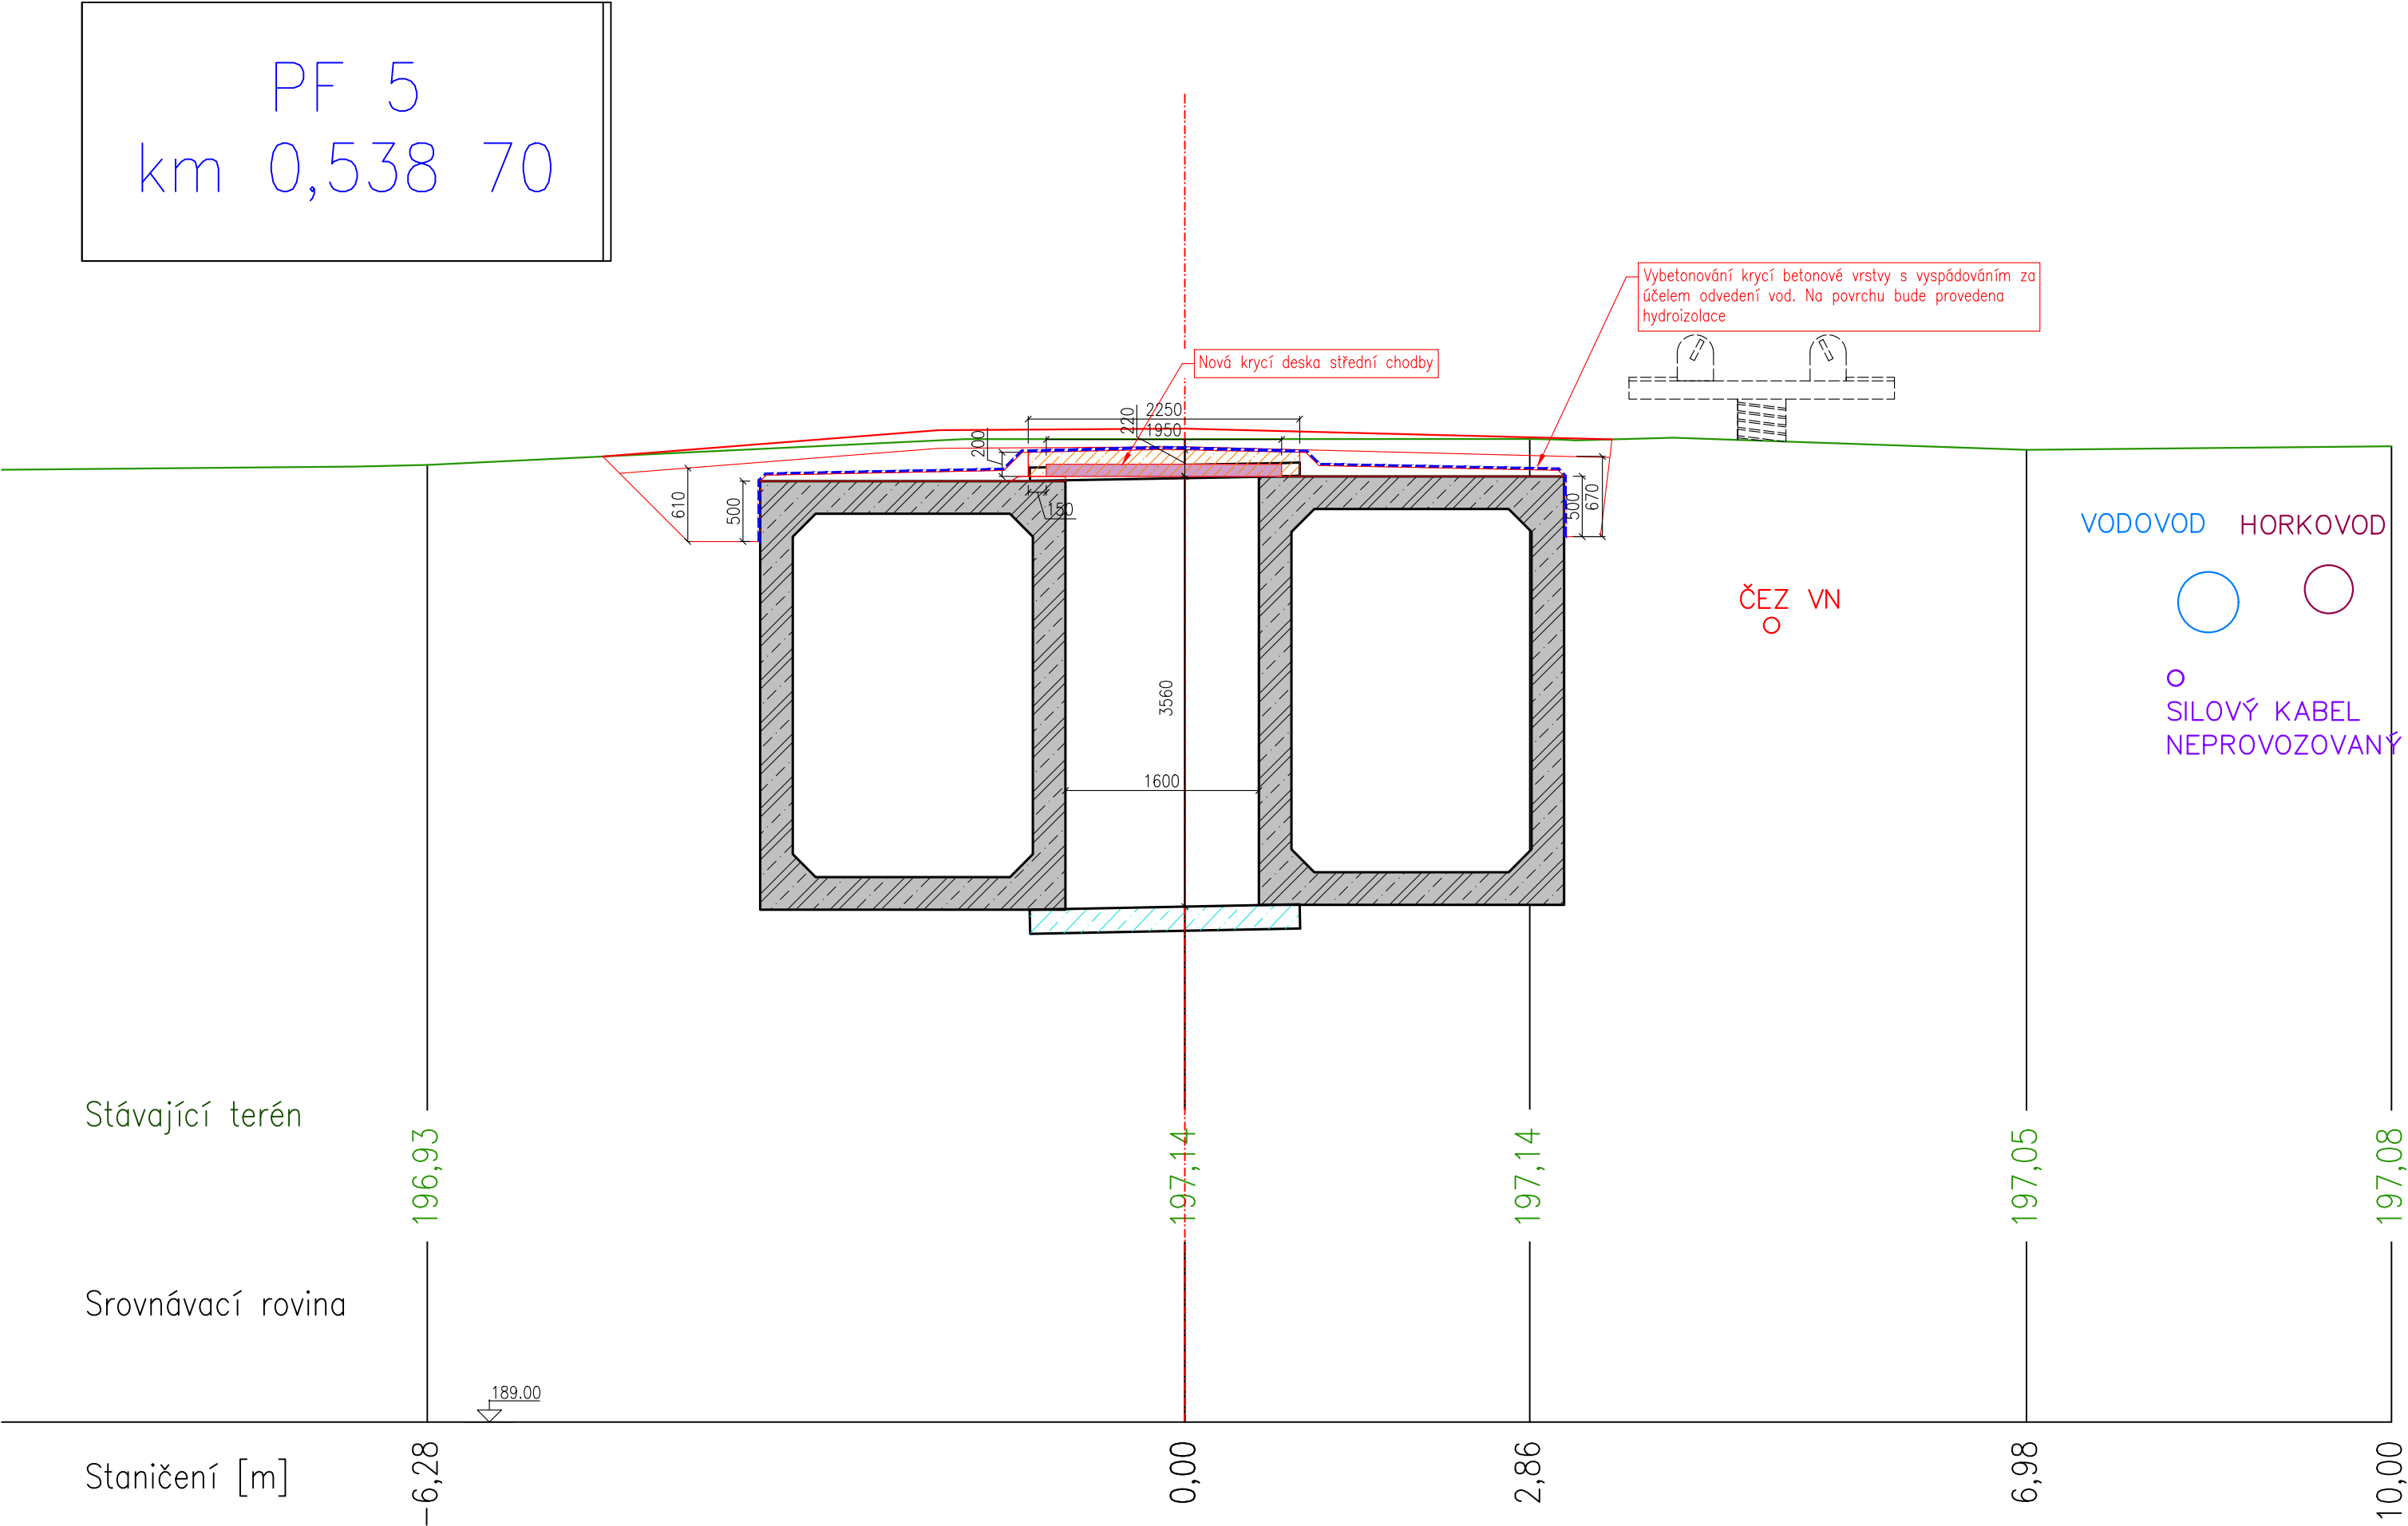 PF 5
km 0,538 70
Vybetonování krycí betonové vrstvy s vyspádováním za
účelem odvedení vod. Na povrchu bude provedena
hydroizolace
Nová krycí deska střední chodby
2250
220
1950
200
610
500
150
500
670
VODOVOD
HORKOVOD
ČEZ VN
SILOVÝ KABEL
NEPROVOZOVANÝ
3560
1600
Stávající terén
196,93
197,14
197,14
197,05
197,08
Srovnávací rovina
189.00
Staničení [m]
-6,28
0,00
2,86
6,98
10,00